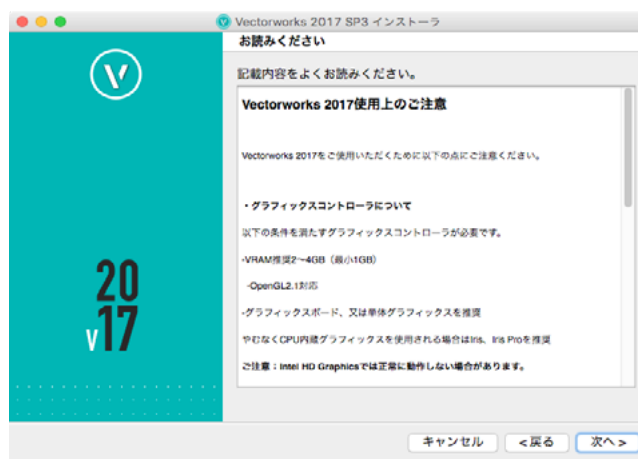 Vectorworks 2017 SP3 インストーラ
お読みください
記載内容をよくお読みください。
Vectorworks 2017使用上のご注意
Vectorworks 2017をご使用いただくために以下の点にご注意ください。
・グラフィックスコントローラについて
以下の条件を満たすグラフィックスコントローラが必要です。
-VRAM推奨2〜4GB（最小1GB）
-OpenGL2.1対応
-グラフィックスボード、又は単体グラフィックスを推奨
やむなくCPU内蔵グラフィックスを使用される場合はIris、Iris Proを推奨
ご注意：Intel HD Graphicsでは正常に動作しない場合があります。
20
v17
キャンセル
<戻る
次へ >